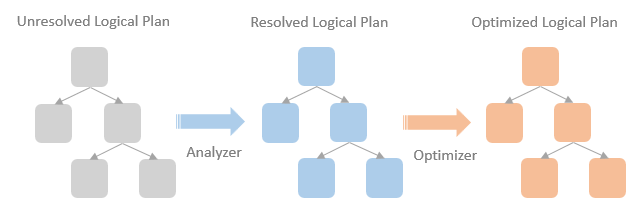 Unresolved Logical Plan
Resolved Logical Plan
Optimized Logical Plan
Analyzer
Optimizer